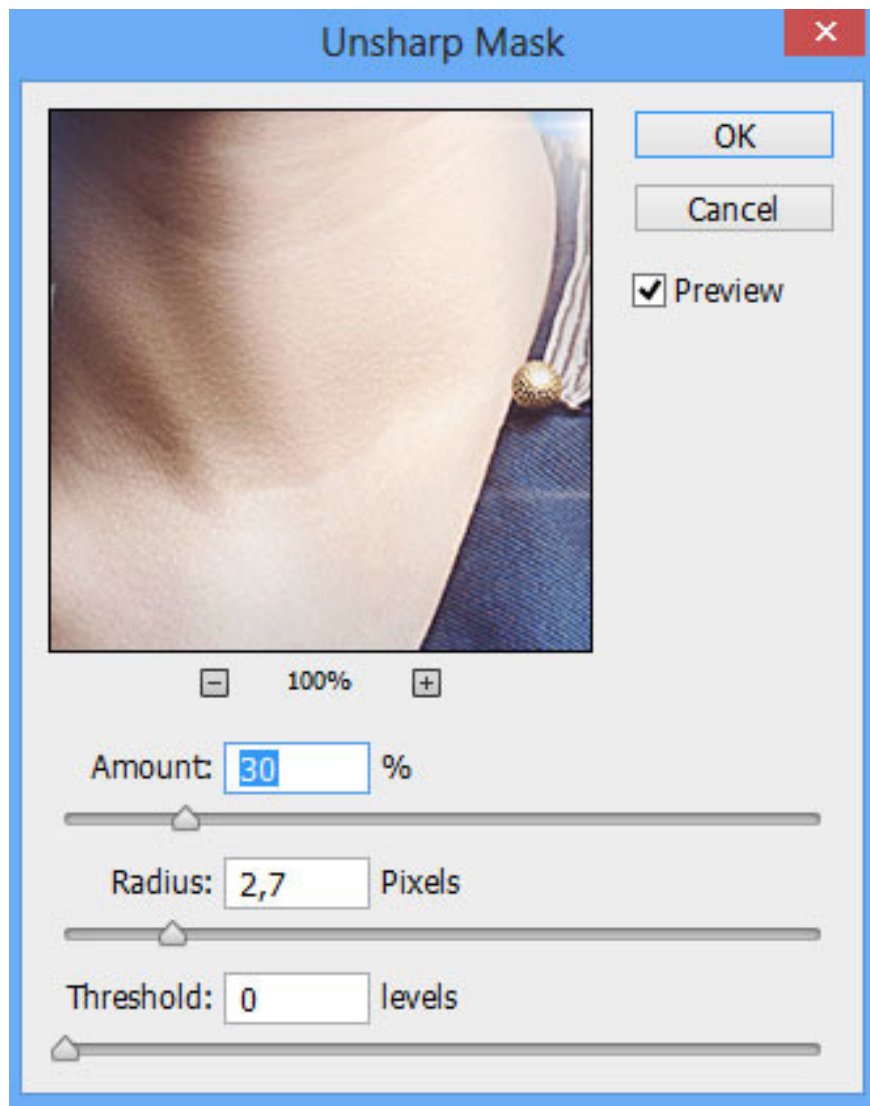 Unsharp Mask
OK
Cancel
Preview
100%
Amount: 30 %
Radius: 2,7 Pixels
Threshold: 0 levels